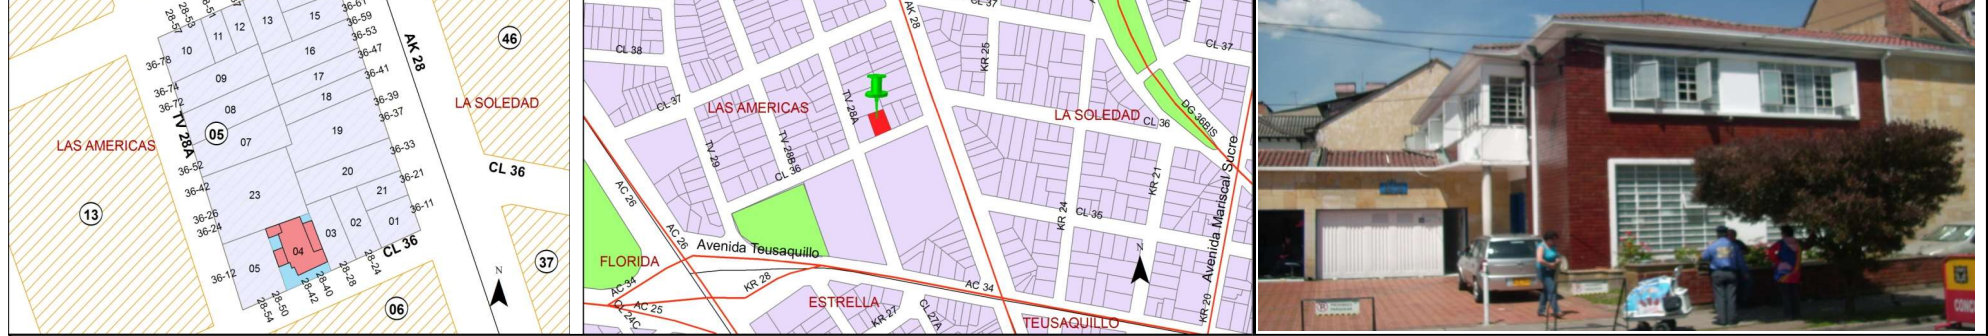 28-57
28-53
28-51
36-61
36-59
36-53
36-47
36-41
36-39
36-37
36-33
36-21
36-11
36-78
36-74
36-72
36-52
36-42
36-26
36-24
36-12
10
11
12
13
15
16
09
17
08
18
07
19
20
23
21
01
02
03
04
05
05
13
46
37
06
28-54
28-50
28-42
28-40
28-28
28-24
AK 28
TV 28A
CL 36
CL 36
LAS AMERICAS
LA SOLEDAD
N
CL 37
AK 28
CL 38
KR 25
CL 37
CL 37
LAS AMERICAS
TV 28A
LA SOLEDAD
CL 36
DG 36BIS
TV 29
TV 28B
CL 36
KR 21
AC 26
KR 24
CL 35
Avenida Mariscal Sucre
AC 26
Avenida Teusaquillo
N
FLORIDA
AC 34
KR 28
AC 34
CL 24C
AC 25
ESTRELLA
KR 27
CL 27A
TEUSAQUILLO
KR 20